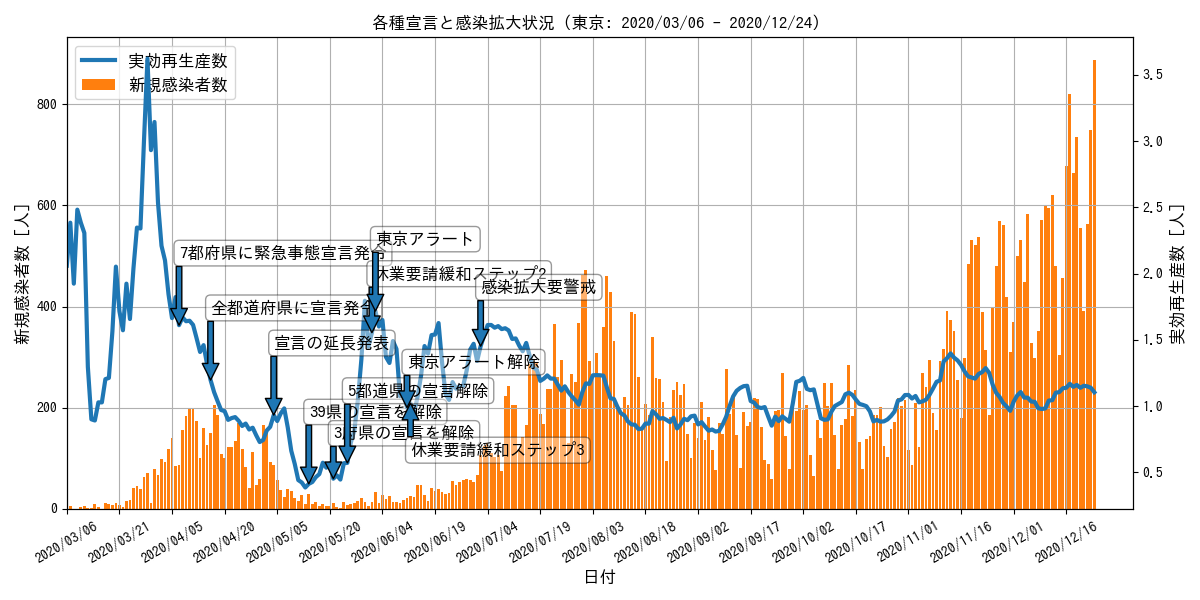 各種宣言と感染拡大状況 (東京: 2020/03/06 - 2020/12/24)
実効再生産数
新規感染者数
新規感染者数 [人]
800
600
400
200
0
3.5
3.0
2.5
2.0
1.5
1.0
0.5
実効再生産数 [人]
東京アラート
7都府県に緊急事態宣言発令
休業要請緩和ステップ2
感染拡大要警戒
全都道府県に宣言発令
宣言の延長発表
東京アラート解除
5都道県の宣言解除
39県の宣言を解除
3府県の宣言を解除
休業要請緩和ステップ3
2020/03/06
2020/03/21
2020/04/05
2020/04/20
2020/05/05
2020/05/20
2020/06/04
2020/06/19
2020/07/04
2020/07/19
2020/08/03
2020/08/18
2020/09/02
2020/09/17
2020/10/02
2020/10/17
2020/11/01
2020/11/16
2020/12/01
2020/12/16
日付